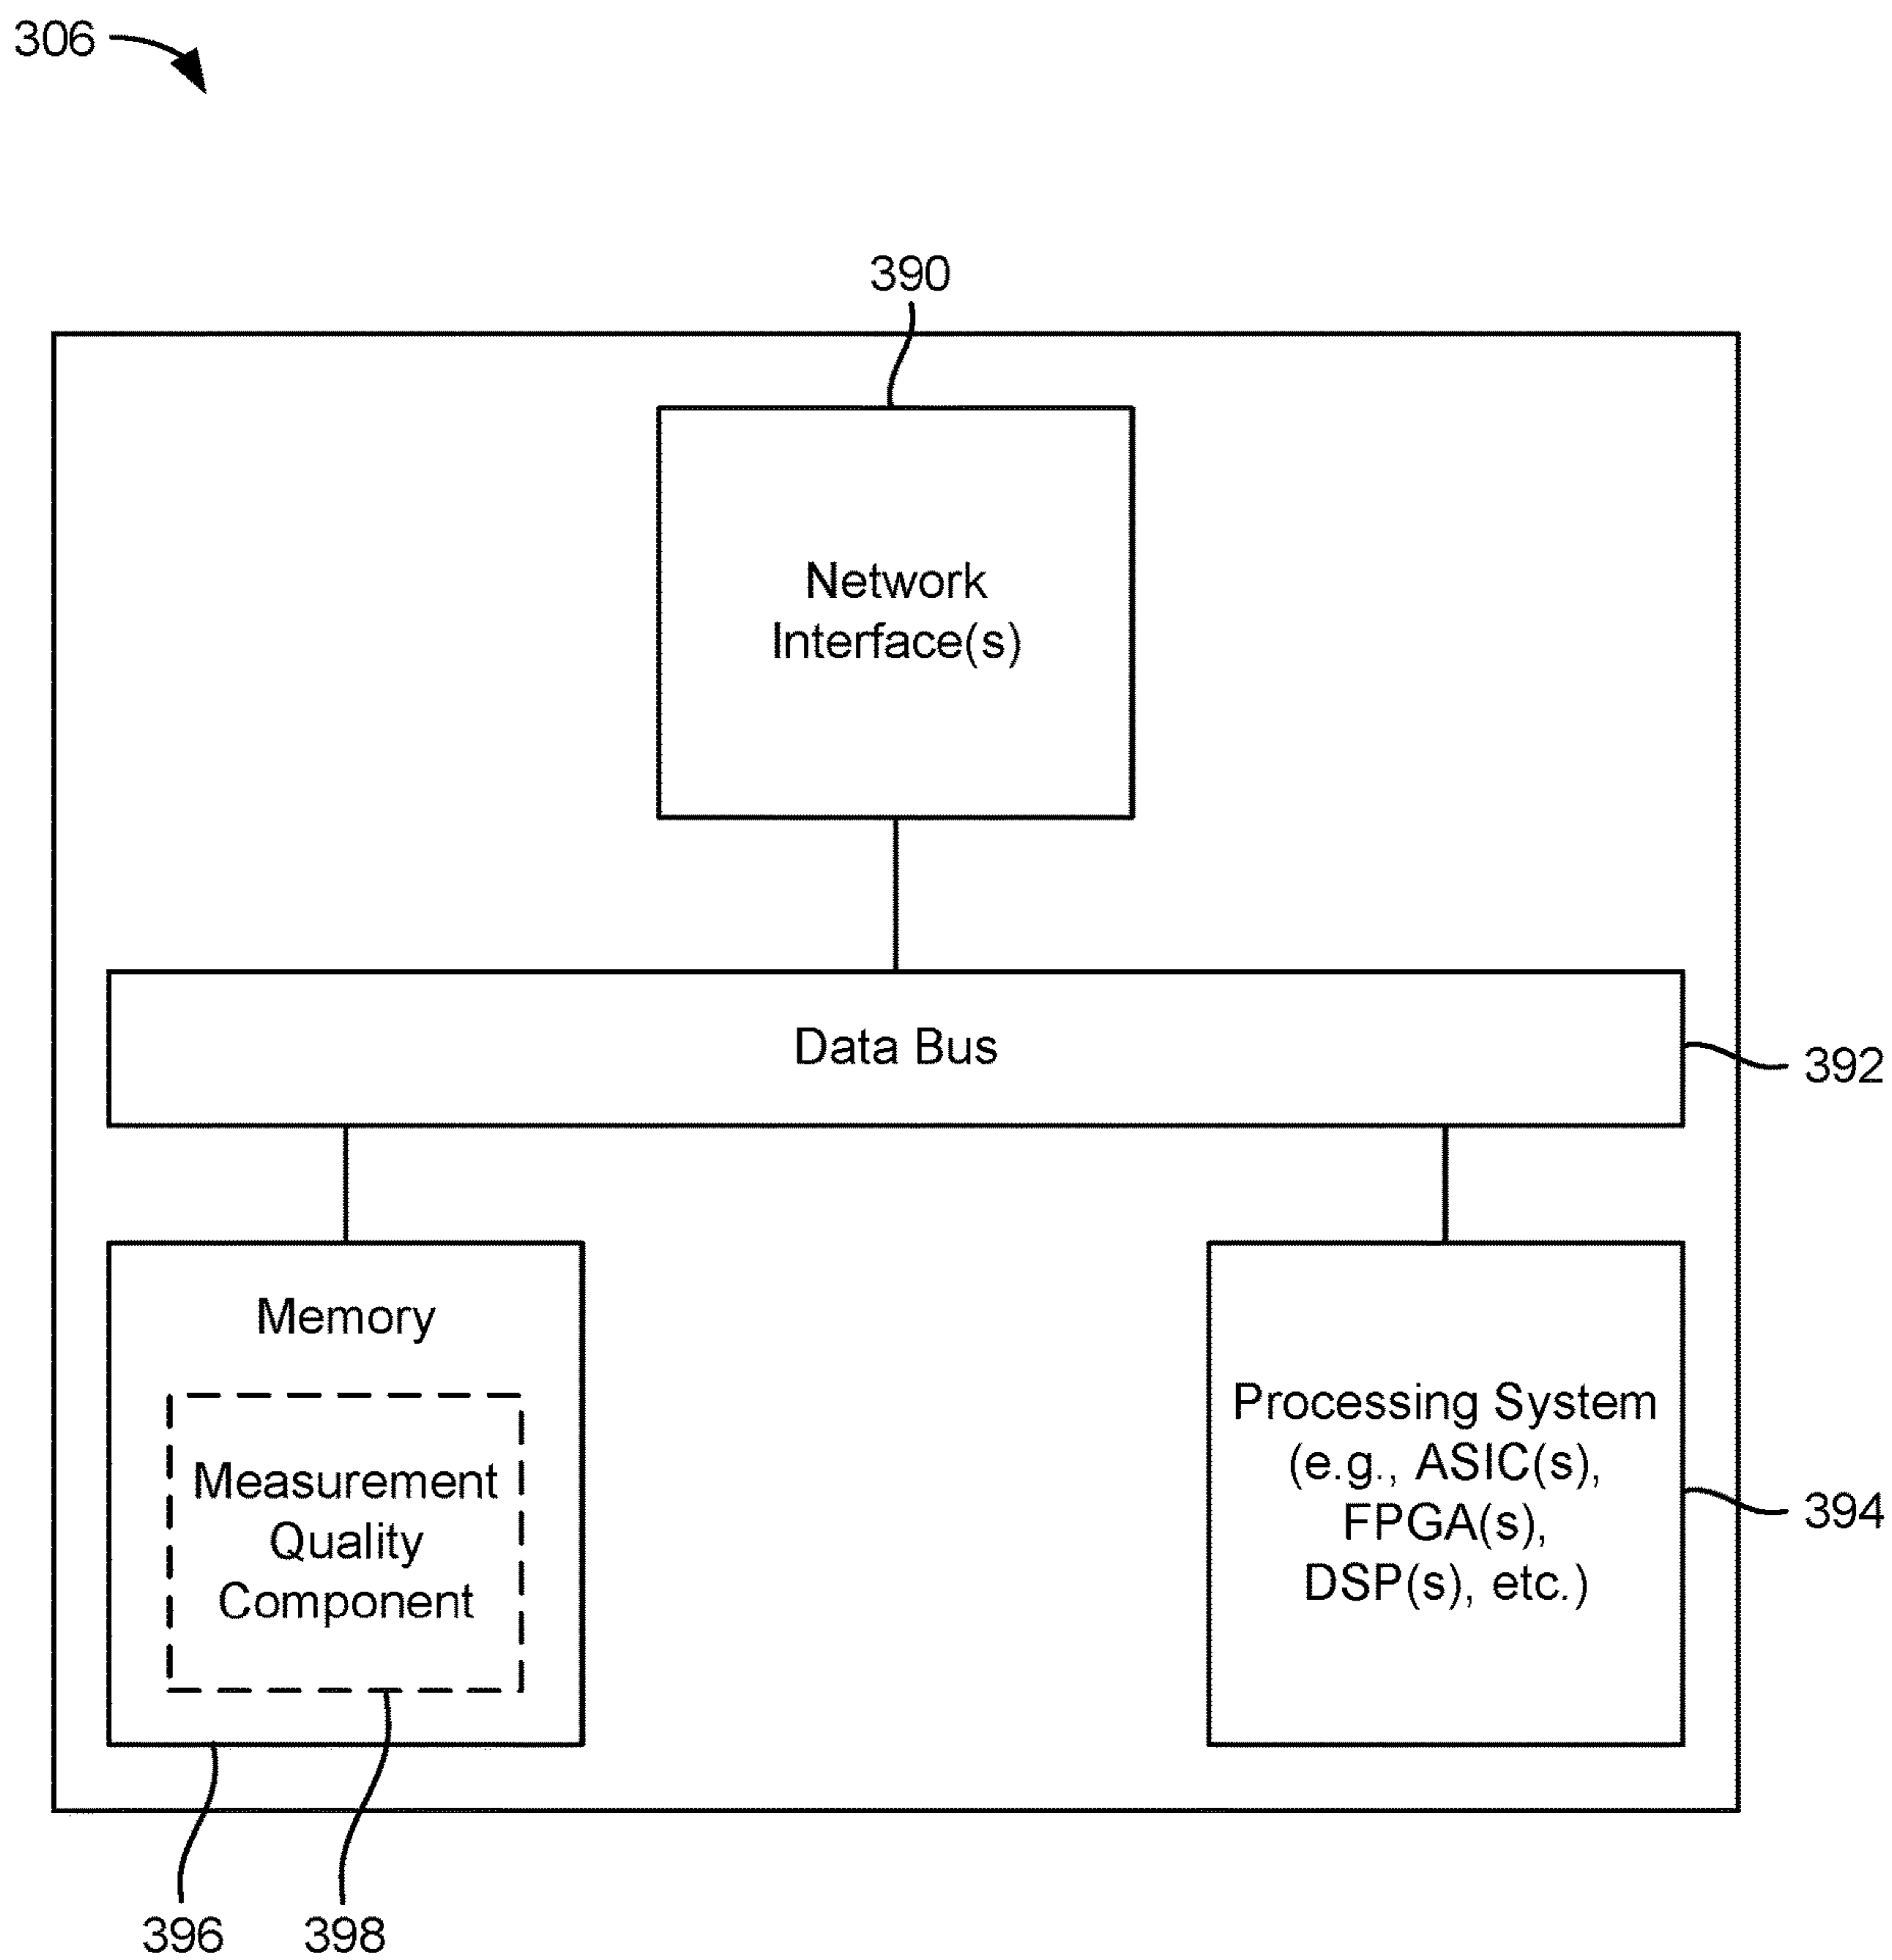 306
390
Network
Interface(s)
Data Bus
392
Memory
Measurement
Quality
Component
Processing System
(e.g., ASIC(s),
FPGA(s),
DSP(s), etc.)
394
396
398